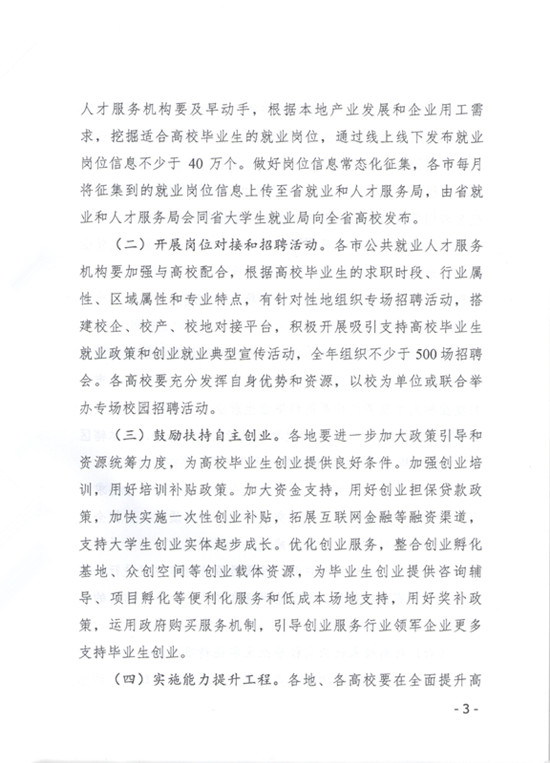 人才服务机构要及早动手，根据本地产业发展和企业用工需
求，挖掘适合高校毕业生的就业岗位，通过线上线下发布就业
岗位信息不少于 40 万个。做好岗位信息常态化征集，各市每月
将征集到的就业岗位信息上传至省就业和人才服务局，由省就
业和人才服务局会同省大学生就业局向全省高校发布。
（二）开展岗位对接和招聘活动。各市公共就业人才服务
机构要加强与高校配合，根据高校毕业生的求职时段、行业属
性、区域属性和专业特点，有针对性地组织专场招聘活动，搭
建校企、校产、校地对接平台，积极开展吸引支持高校毕业生
就业政策和创业就业典型宣传活动，全年组织不少于 500 场招聘
会。各高校要充分发挥自身优势和资源，以校为单位或联合举
办专场校园招聘活动。
（三）鼓励扶持自主创业。各地要进一步加大政策引导和
资源统筹力度，为高校毕业生创业提供良好条件。加强创业培
训，用好培训补贴政策。加大资金支持，用好创业担保贷款政
策，加快实施一次性创业补贴，拓展互联网金融等融资渠道，
支持大学生创业实体起步成长。优化创业服务，整合创业孵化
基地、众创空间等创业载体资源，为毕业生创业提供咨询辅
导、项目孵化等便利化服务和低成本场地支持，用好奖补政
策，运用政府购买服务机制，引导创业服务行业领军企业更多
支持毕业生创业。
（四）实施能力提升工程。各地、各高校要在全面提升高
- 3 -